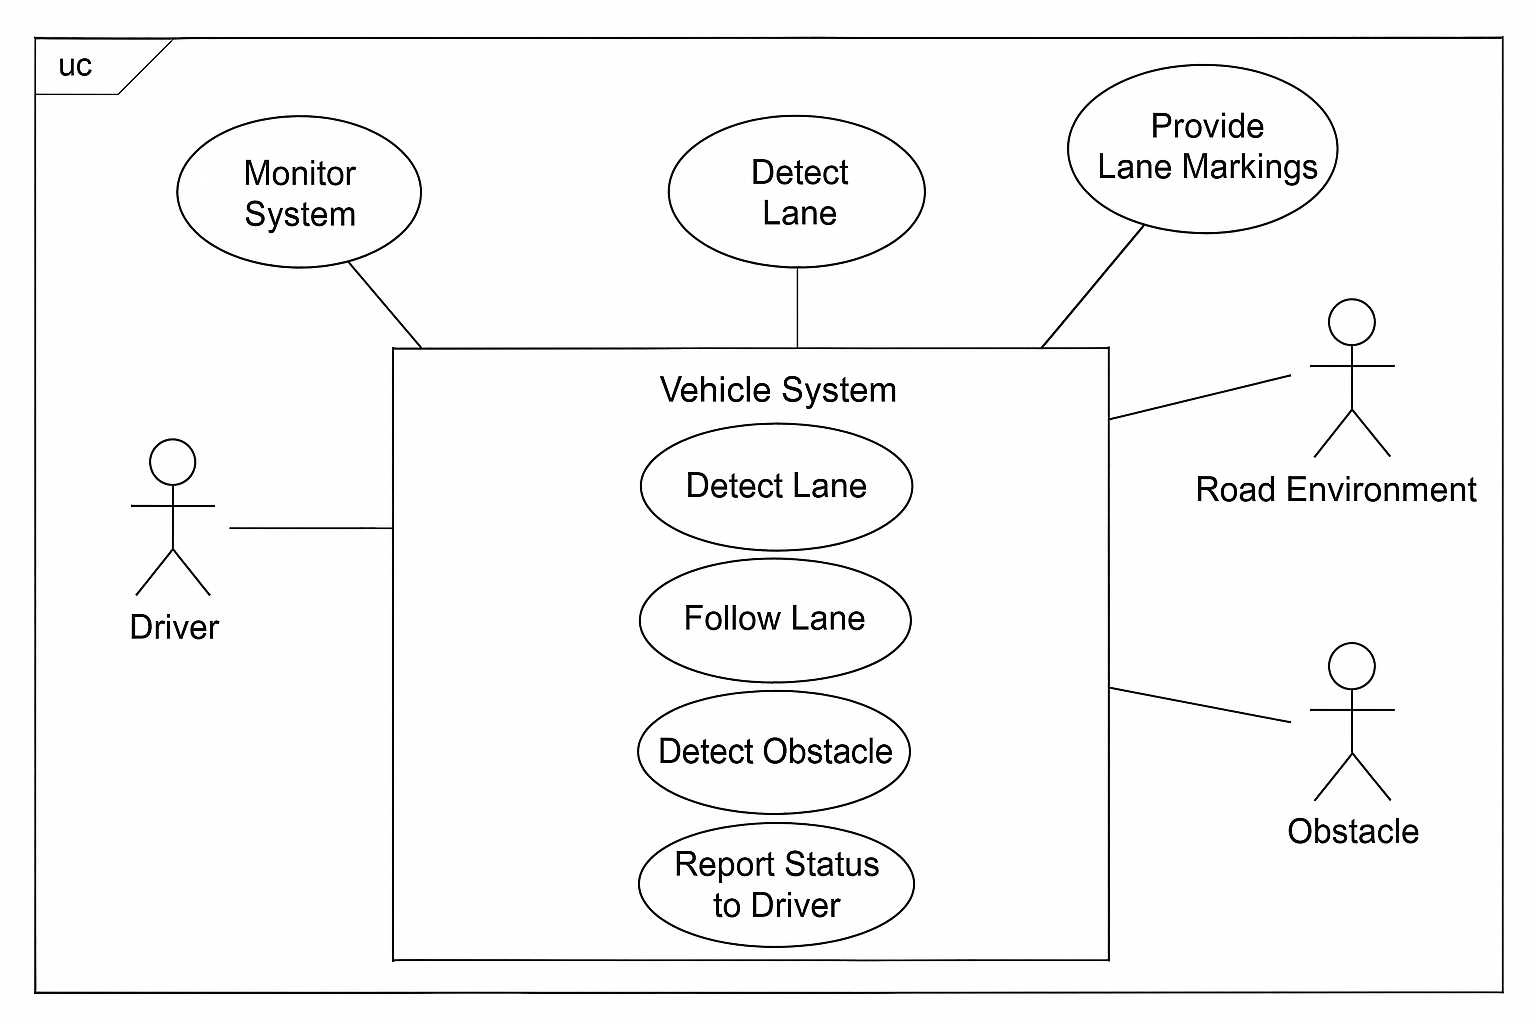 uc
Monitor
System
Detect
Lane
Provide
Lane Markings
Vehicle System
Detect Lane
Follow Lane
Detect Obstacle
Report Status
to Driver
Driver
Road Environment
Obstacle